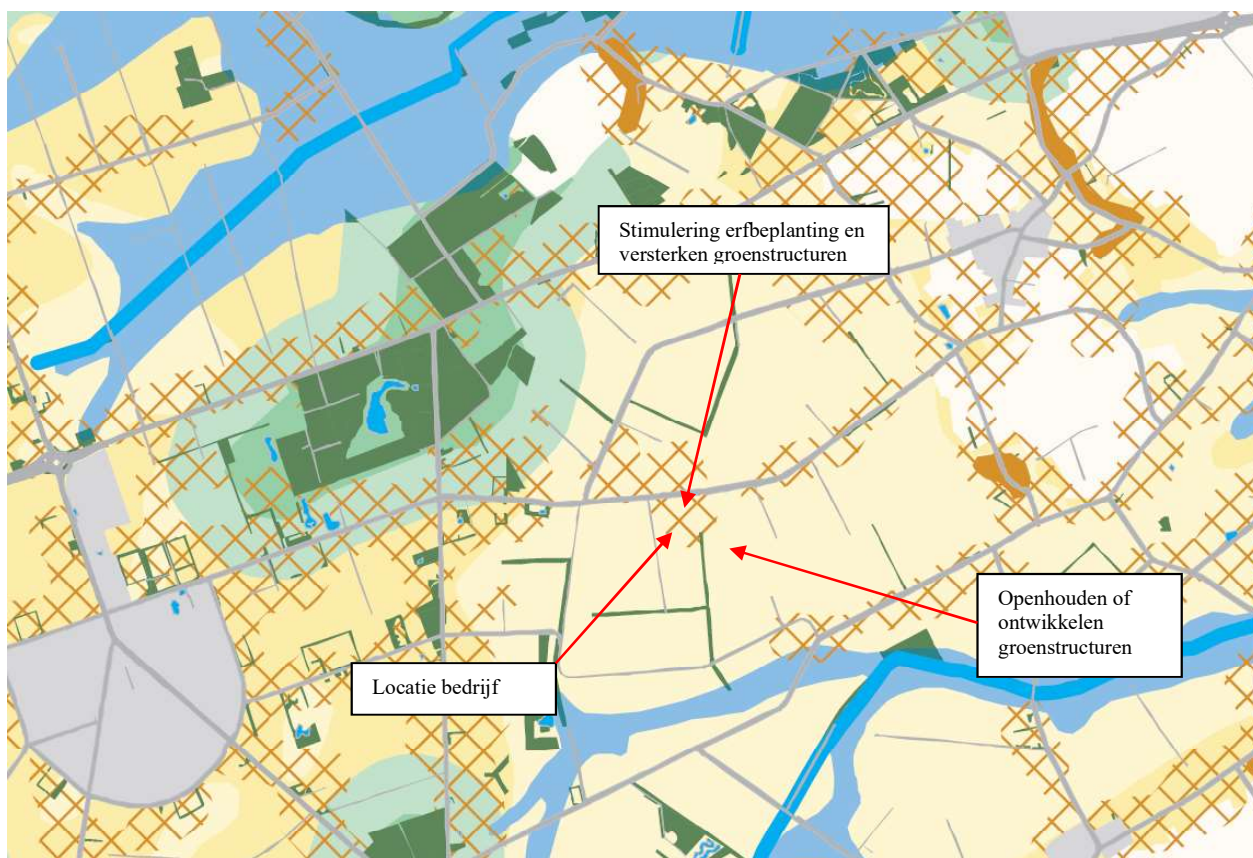 Stimulering erfbeplanting en
versterken groenstructuren
Openhouden of
ontwikkelen
groenstructuren
Locatie bedrijf